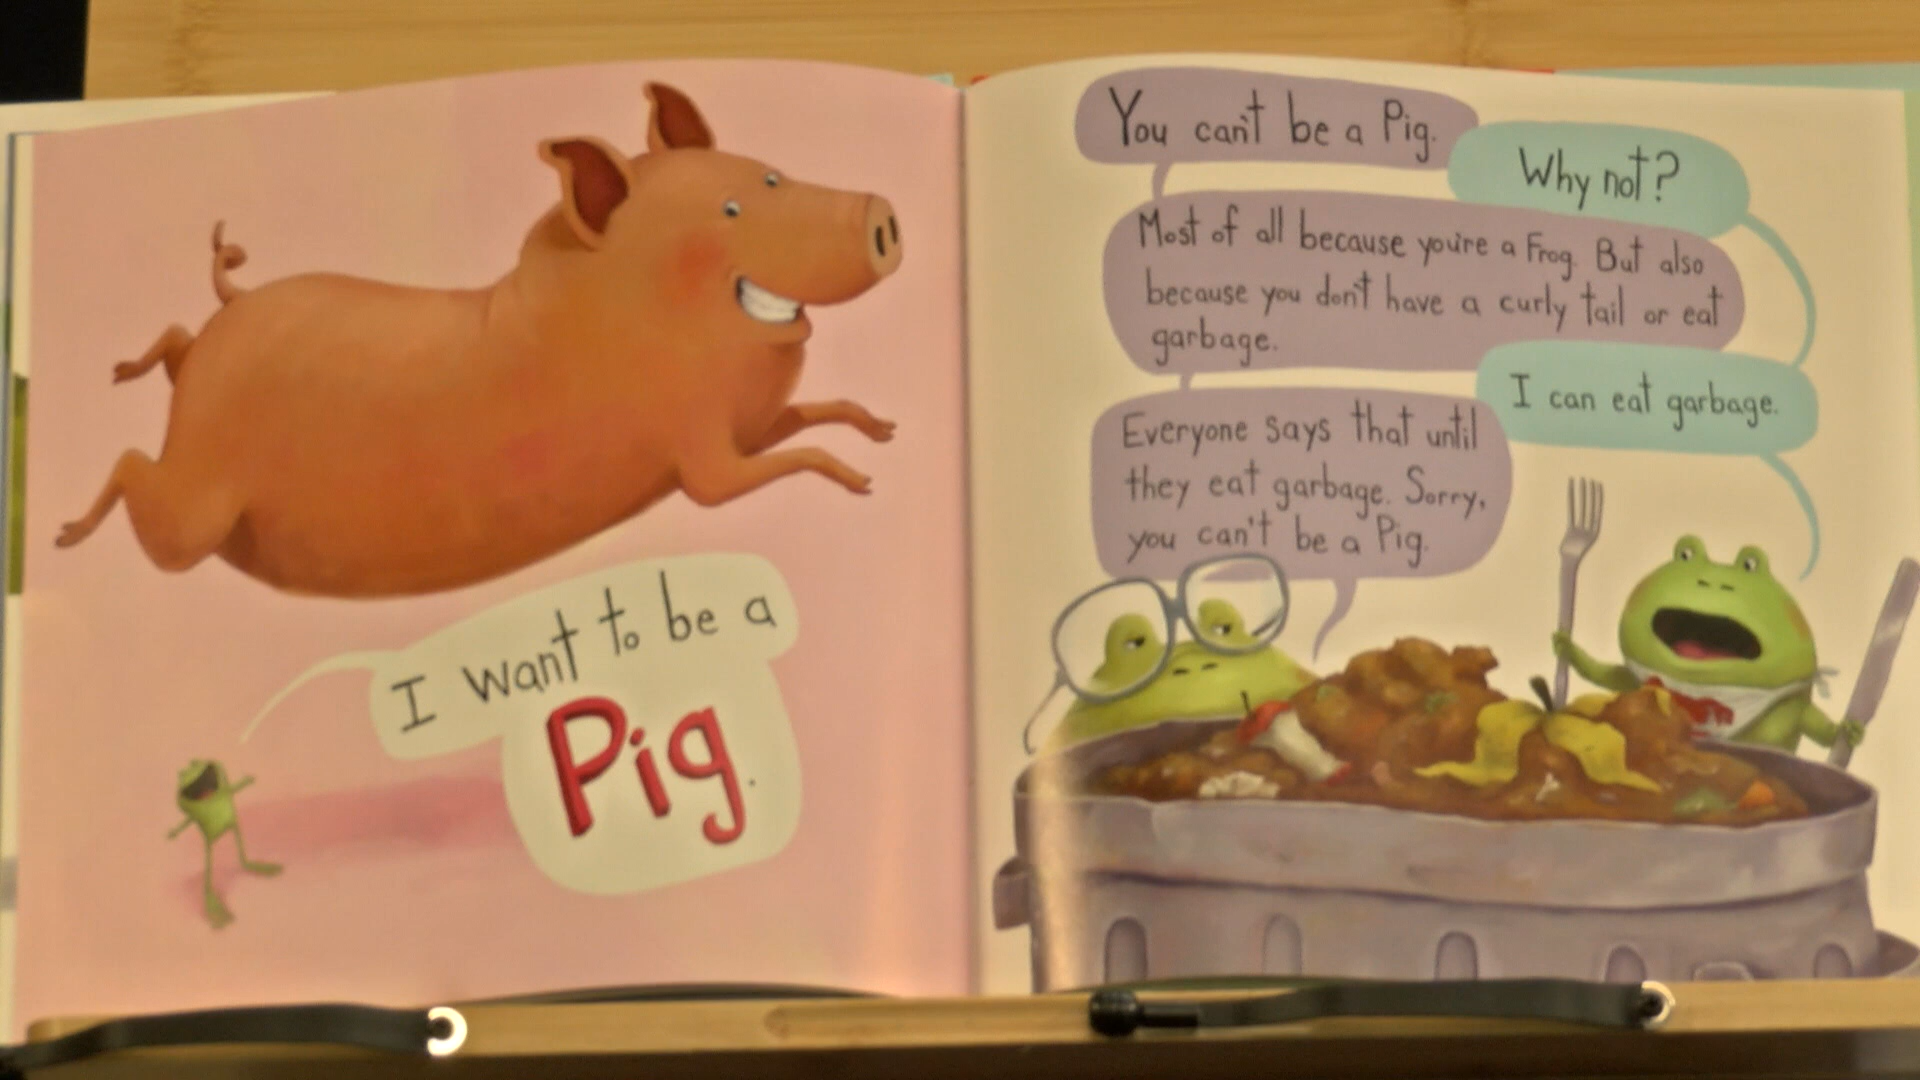 I want to be a
Pig.
You can't be a Pig.
Why not?
Most of all because you're a Frog. But also
because you don't have a curly tail or eat
garbage.
I can eat garbage.
Everyone says that until
they eat garbage. Sorry,
you can't be a Pig.